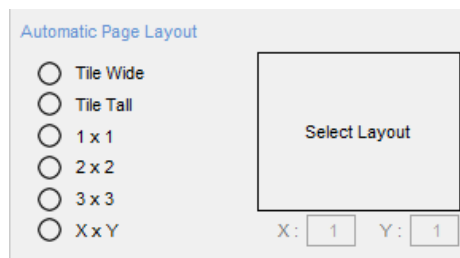 Automatic Page Layout
Tile Wide
Tile Tall
1 x 1
2 x 2
3 x 3
X x Y
Select Layout
X : 1 Y : 1